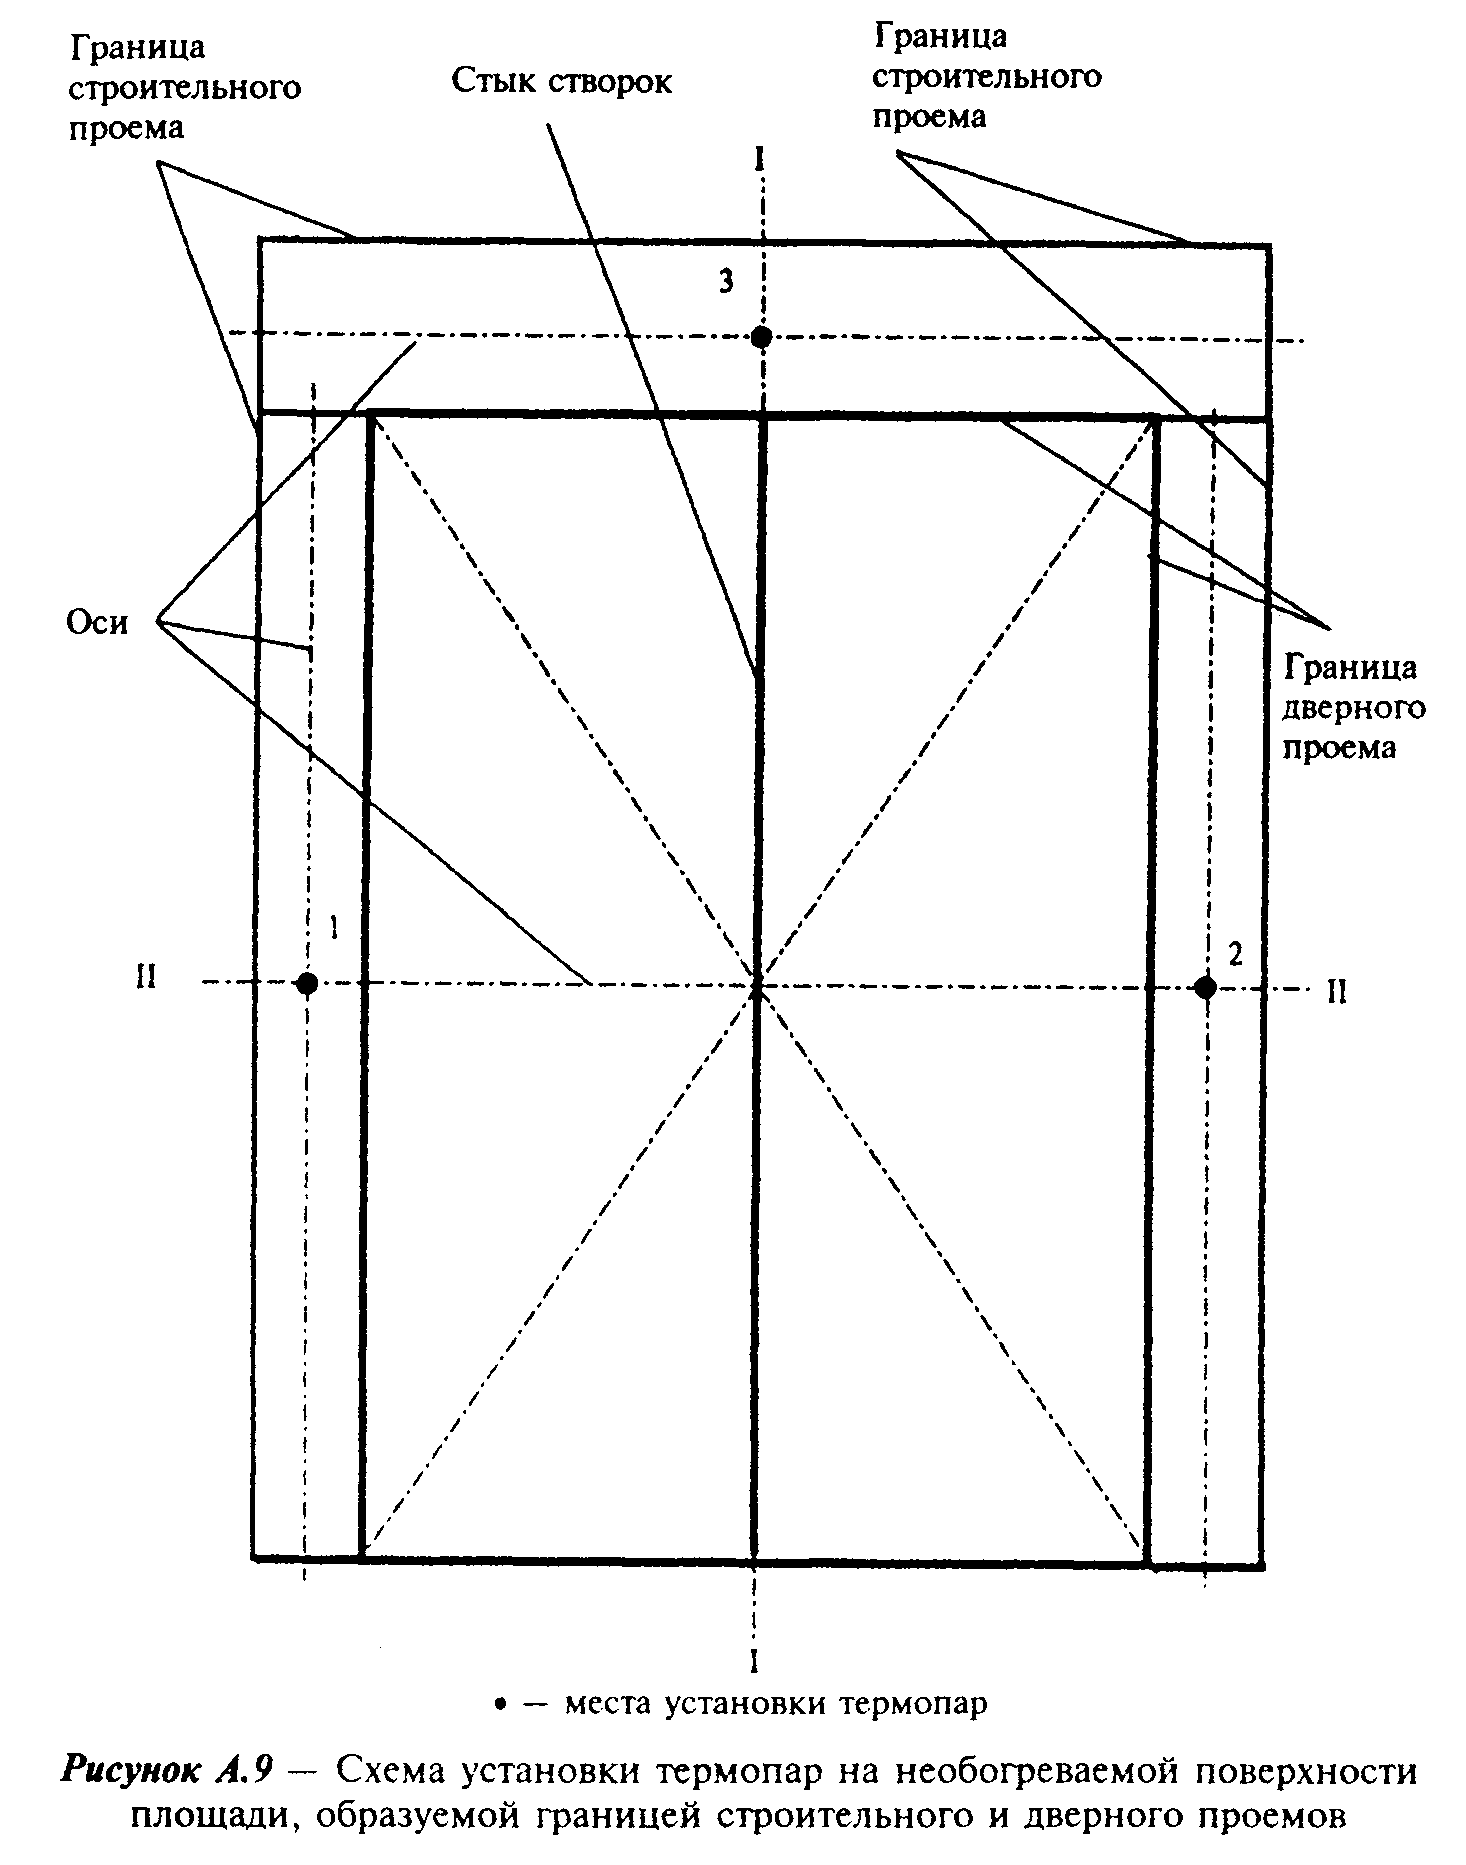 Граница
строительного
проема
Стык створок
Граница
строительного
проема
I
3
Оси
Граница
дверного
проема
1
2
II
II
I
• — места установки термопар
Рисунок А.9 — Схема установки термопар на необогреваемой поверхности
площади, образуемой границей строительного и дверного проемов